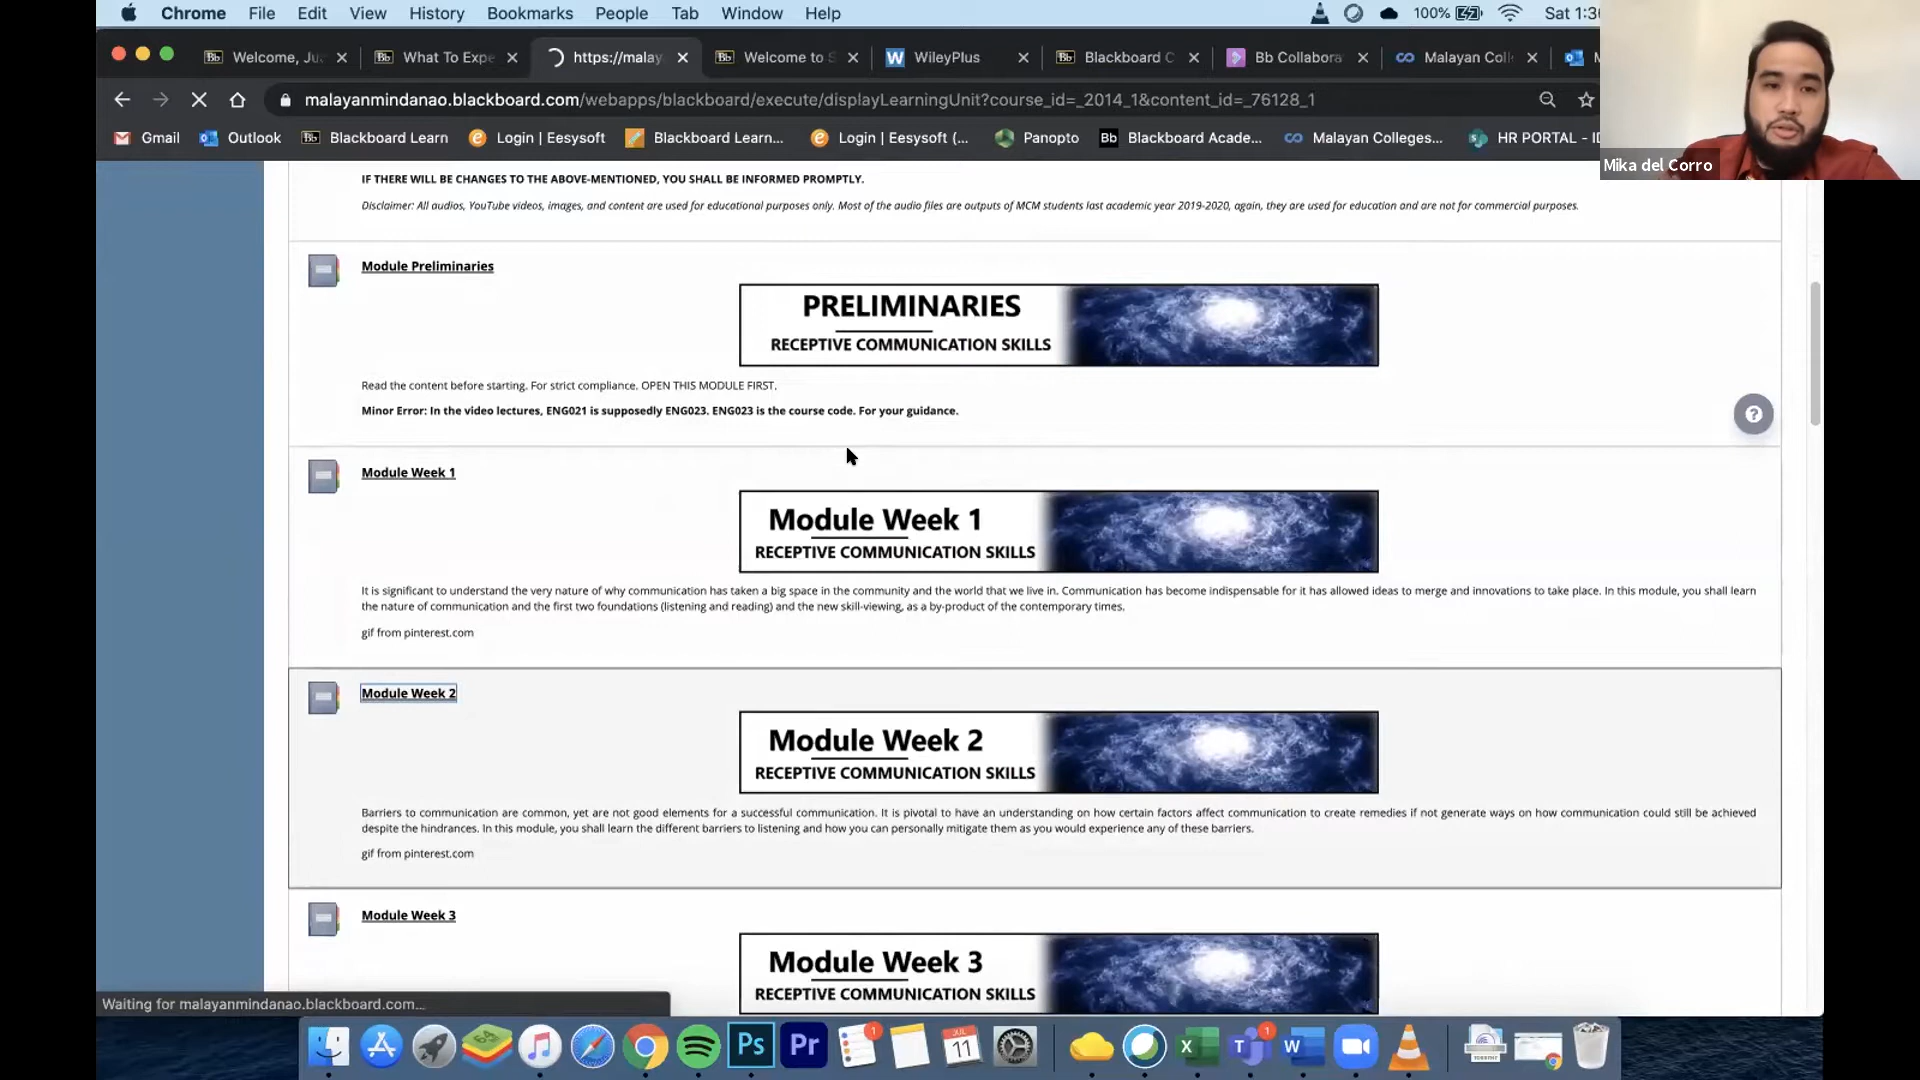 Chrome File Edit View History Bookmarks People Tab Window Help 100% Sat 1:3
Welcome, Ju What To Expe https://malay Welcome to S WileyPlus Blackboard C Bb Collabora Malayan Coll M
malayanmindanao.blackboard.com/webapps/blackboard/execute/displayLearningUnit?course_id=_2014_1&content_id=_76128_1
Gmail Outlook Blackboard Learn Login | Eesysoft Blackboard Learn... Login | Eesysoft (... Panopto Blackboard Acade... Malayan Colleges... HR PORTAL - ID
Mika del Corro
IF THERE WILL BE CHANGES TO THE ABOVE-MENTIONED, YOU SHALL BE INFORMED PROMPTLY.
Disclaimer: All audios, YouTube videos, images, and content are used for educational purposes only. Most of the audio files are outputs of MCM students last academic year 2019-2020, again, they are used for education and are not for commercial purposes.
Module Preliminaries
PRELIMINARIES
RECEPTIVE COMMUNICATION SKILLS
Read the content before starting. For strict compliance. OPEN THIS MODULE FIRST.
Minor Error: In the video lectures, ENG021 is supposedly ENG023. ENG023 is the course code. For your guidance.
Module Week 1
Module Week 1
RECEPTIVE COMMUNICATION SKILLS
It is significant to understand the very nature of why communication has taken a big space in the community and the world that we live in. Communication has become indispensable for it has allowed ideas to merge and innovations to take place. In this module, you shall learn
the nature of communication and the first two foundations (listening and reading) and the new skill-viewing, as a by-product of the contemporary times.
gif from pinterest.com
Module Week 2
Module Week 2
RECEPTIVE COMMUNICATION SKILLS
Barriers to communication are common, yet are not good elements for a successful communication. It is pivotal to have an understanding on how certain factors affect communication to create remedies if not generate ways on how communication could still be achieved
despite the hindrances. In this module, you shall learn the different barriers to listening and how you can personally mitigate them as you would experience any of these barriers.
gif from pinterest.com
Module Week 3
Module Week 3
RECEPTIVE COMMUNICATION SKILLS
Waiting for malayanmindanao.blackboard.com...
Ps Pr 1 JUL 11 X T 1 W